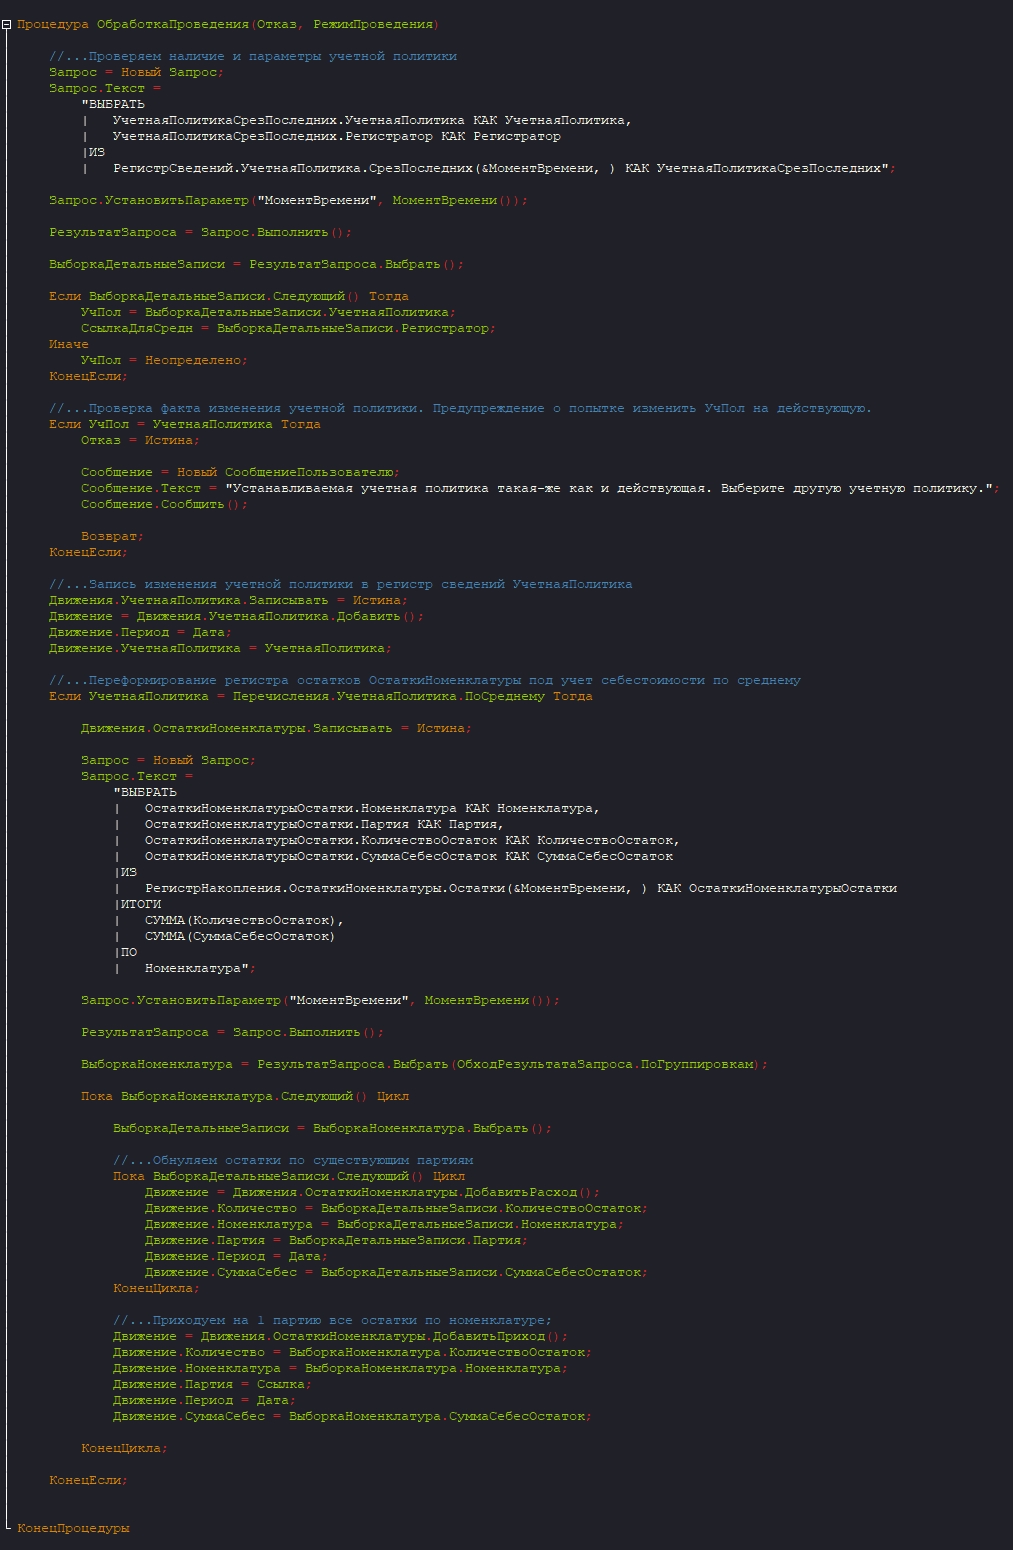 Процедура ОбработкаПроведения(Отказ, РежимПроведения)
//...Проверяем наличие и параметры учетной политики
Запрос = Новый Запрос;
Запрос.Текст =
"ВЫБРАТЬ
|   УчетнаяПолитикаСрезПоследних.УчетнаяПолитика КАК УчетнаяПолитика,
|   УчетнаяПолитикаСрезПоследних.Регистратор КАК Регистратор
|ИЗ
|   РегистрСведений.УчетнаяПолитика.СрезПоследних(&МоментВремени, ) КАК УчетнаяПолитикаСрезПоследних";
Запрос.УстановитьПараметр("МоментВремени", МоментВремени());
РезультатЗапроса = Запрос.Выполнить();
ВыборкаДетальныеЗаписи = РезультатЗапроса.Выбрать();
Если ВыборкаДетальныеЗаписи.Следующий() Тогда
УчПол = ВыборкаДетальныеЗаписи.УчетнаяПолитика;
СсылкаДляСредн = ВыборкаДетальныеЗаписи.Регистратор;
Иначе
УчПол = Неопределено;
КонецЕсли;
//...Проверка факта изменения учетной политики. Предупреждение о попытке изменить УчПол на действующую.
Если УчПол = УчетнаяПолитика Тогда
Отказ = Истина;
Сообщение = Новый СообщениеПользователю;
Сообщение.Текст = "Устанавливаемая учетная политика такая-же как и действующая. Выберите другую учетную политику.";
Сообщение.Сообщить();
Возврат;
КонецЕсли;
//...Запись изменения учетной политики в регистр сведений УчетнаяПолитика
Движения.УчетнаяПолитика.Записывать = Истина;
Движение = Движения.УчетнаяПолитика.Добавить();
Движение.Период = Дата;
Движение.УчетнаяПолитика = УчетнаяПолитика;
//...Переформирование регистра остатков ОстаткиНоменклатуры под учет себестоимости по среднему
Если УчетнаяПолитика = Перечисления.УчетнаяПолитика.ПоСреднему Тогда
Движения.ОстаткиНоменклатуры.Записывать = Истина;
Запрос = Новый Запрос;
Запрос.Текст =
"ВЫБРАТЬ
|   ОстаткиНоменклатурыОстатки.Номенклатура КАК Номенклатура,
|   ОстаткиНоменклатурыОстатки.Партия КАК Партия,
|   ОстаткиНоменклатурыОстатки.КоличествоОстаток КАК КоличествоОстаток,
|   ОстаткиНоменклатурыОстатки.СуммаСебесОстаток КАК СуммаСебесОстаток
|ИЗ
|   РегистрНакопления.ОстаткиНоменклатуры.Остатки(&МоментВремени, ) КАК ОстаткиНоменклатурыОстатки
|ИТОГИ
|   СУММА(КоличествоОстаток),
|   СУММА(СуммаСебесОстаток)
|ПО
|   Номенклатура";
Запрос.УстановитьПараметр("МоментВремени", МоментВремени());
РезультатЗапроса = Запрос.Выполнить();
ВыборкаНоменклатура = РезультатЗапроса.Выбрать(ОбходРезультатаЗапроса.ПоГруппировкам);
Пока ВыборкаНоменклатура.Следующий() Цикл
ВыборкаДетальныеЗаписи = ВыборкаНоменклатура.Выбрать();
//...Обнуляем остатки по существующим партиям
Пока ВыборкаДетальныеЗаписи.Следующий() Цикл
Движение = Движения.ОстаткиНоменклатуры.ДобавитьРасход();
Движение.Количество = ВыборкаДетальныеЗаписи.КоличествоОстаток;
Движение.Номенклатура = ВыборкаДетальныеЗаписи.Номенклатура;
Движение.Партия = ВыборкаДетальныеЗаписи.Партия;
Движение.Период = Дата;
Движение.СуммаСебес = ВыборкаДетальныеЗаписи.СуммаСебесОстаток;
КонецЦикла;
//...Приходуем на 1 партию все остатки по номенклатуре;
Движение = Движения.ОстаткиНоменклатуры.ДобавитьПриход();
Движение.Количество = ВыборкаНоменклатура.КоличествоОстаток;
Движение.Номенклатура = ВыборкаНоменклатура.Номенклатура;
Движение.Партия = Ссылка;
Движение.Период = Дата;
Движение.СуммаСебес = ВыборкаНоменклатура.СуммаСебесОстаток;
КонецЦикла;
КонецЕсли;
КонецПроцедуры